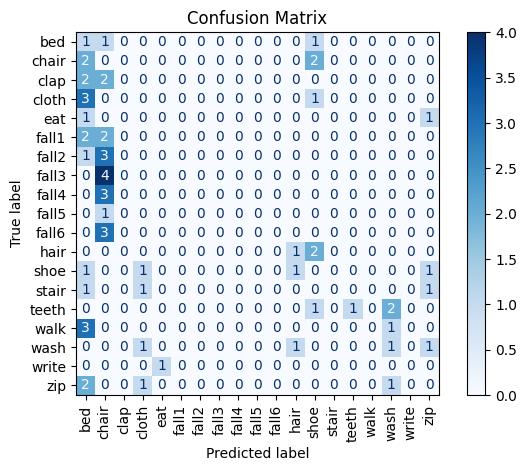 Confusion Matrix
True label
bed 1 1 0 0 0 0 0 0 0 0 0 0 1 0 0 0 0 0 0
chair 2 0 0 0 0 0 0 0 0 0 0 0 2 0 0 0 0 0 0
clap 2 2 0 0 0 0 0 0 0 0 0 0 0 0 0 0 0 0 0
cloth 3 0 0 0 0 0 0 0 0 0 0 0 1 0 0 0 0 0 0
eat 1 0 0 0 0 0 0 0 0 0 0 0 0 0 0 0 0 0 1
fall1 2 2 0 0 0 0 0 0 0 0 0 0 0 0 0 0 0 0 0
fall2 1 3 0 0 0 0 0 0 0 0 0 0 0 0 0 0 0 0 0
fall3 0 4 0 0 0 0 0 0 0 0 0 0 0 0 0 0 0 0 0
fall4 0 3 0 0 0 0 0 0 0 0 0 0 0 0 0 0 0 0 0
fall5 0 1 0 0 0 0 0 0 0 0 0 0 0 0 0 0 0 0 0
fall6 0 3 0 0 0 0 0 0 0 0 0 0 0 0 0 0 0 0 0
hair 0 0 0 0 0 0 0 0 0 0 0 1 2 0 0 0 0 0 0
shoe 1 0 0 1 0 0 0 0 0 0 0 1 0 0 0 0 0 0 1
stair 1 0 0 1 0 0 0 0 0 0 0 0 0 0 0 0 0 0 1
teeth 0 0 0 0 0 0 0 0 0 0 0 0 1 0 1 0 2 0 0
walk 3 0 0 0 0 0 0 0 0 0 0 0 0 0 0 0 1 0 0
wash 0 0 0 1 0 0 0 0 0 0 0 1 0 0 0 0 1 0 1
write 0 0 0 0 1 0 0 0 0 0 0 0 0 0 0 0 0 0 0
zip 2 0 0 1 0 0 0 0 0 0 0 0 0 0 0 0 1 0 0
bed chair clap cloth eat fall1 fall2 fall3 fall4 fall5 fall6 hair shoe stair teeth walk wash write zip
Predicted label
4.0
3.5
3.0
2.5
2.0
1.5
1.0
0.5
0.0